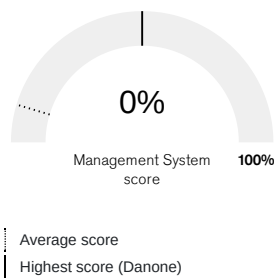 0%
Management System
score
100%
Average score
Highest score (Danone)